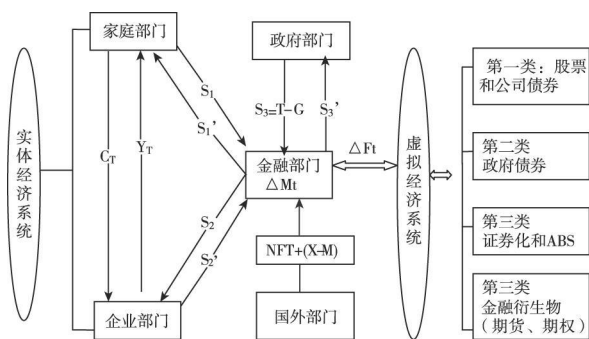 家庭部门
政府部门
第一类：股票
和公司债券
S₁
S₃=T-G
S₃'
S₁'
实体经济系统
C_T
Y_T
金融部门
△Mt
△Ft
虚拟经济系统
第二类
政府债券
S₂
S₂'
NFT+(X-M)
第三类
证券化和ABS
企业部门
国外部门
第三类
金融衍生物
（期货、期权）